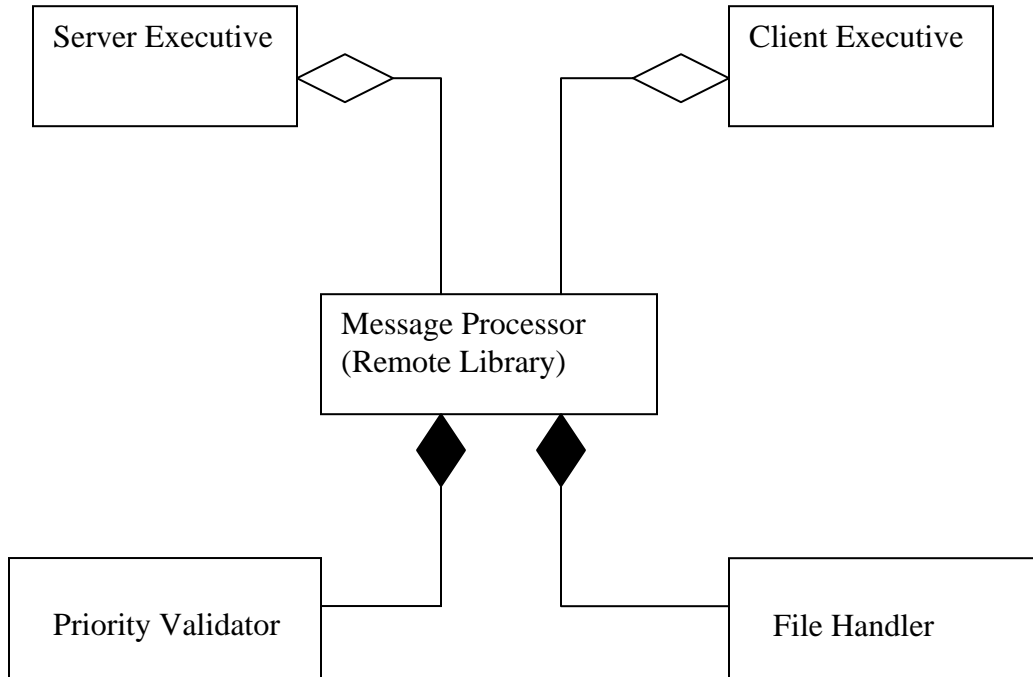 Server Executive
Client Executive
Message Processor
(Remote Library)
Priority Validator
File Handler